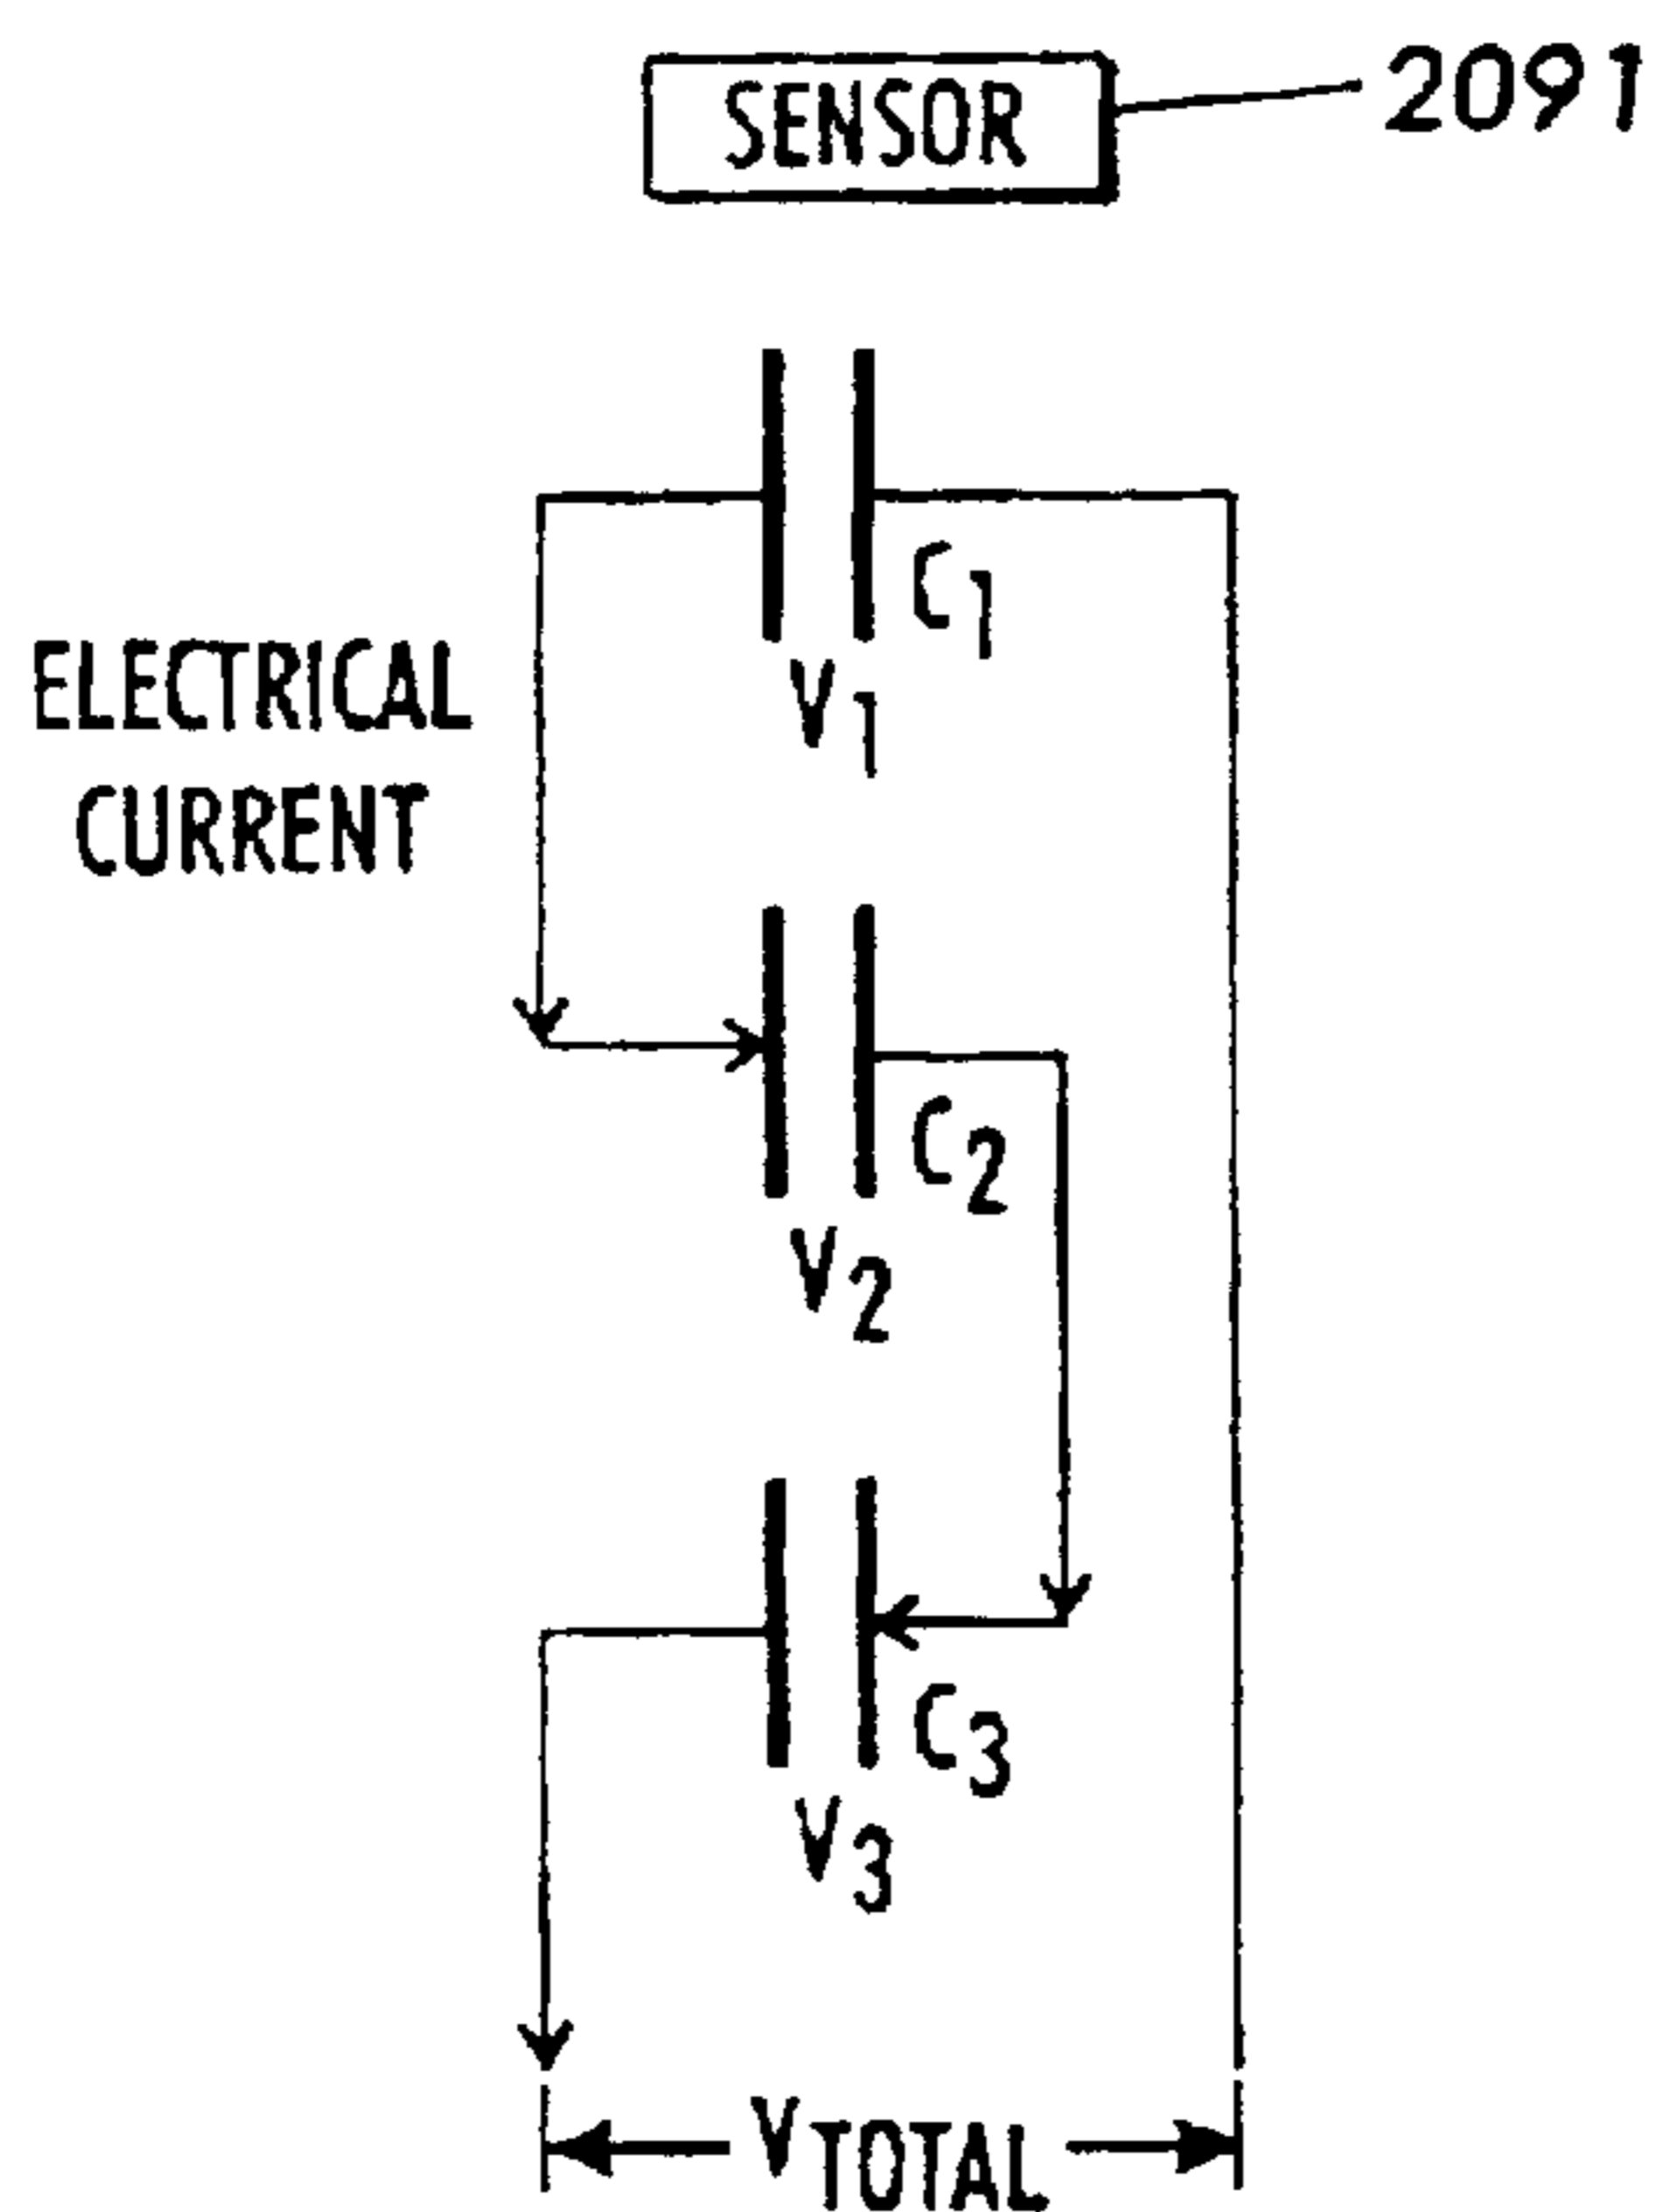 SENSOR 2091
C1
ELECTRICAL
CURRENT
V1
C2
V2
C3
V3
VTOTAL